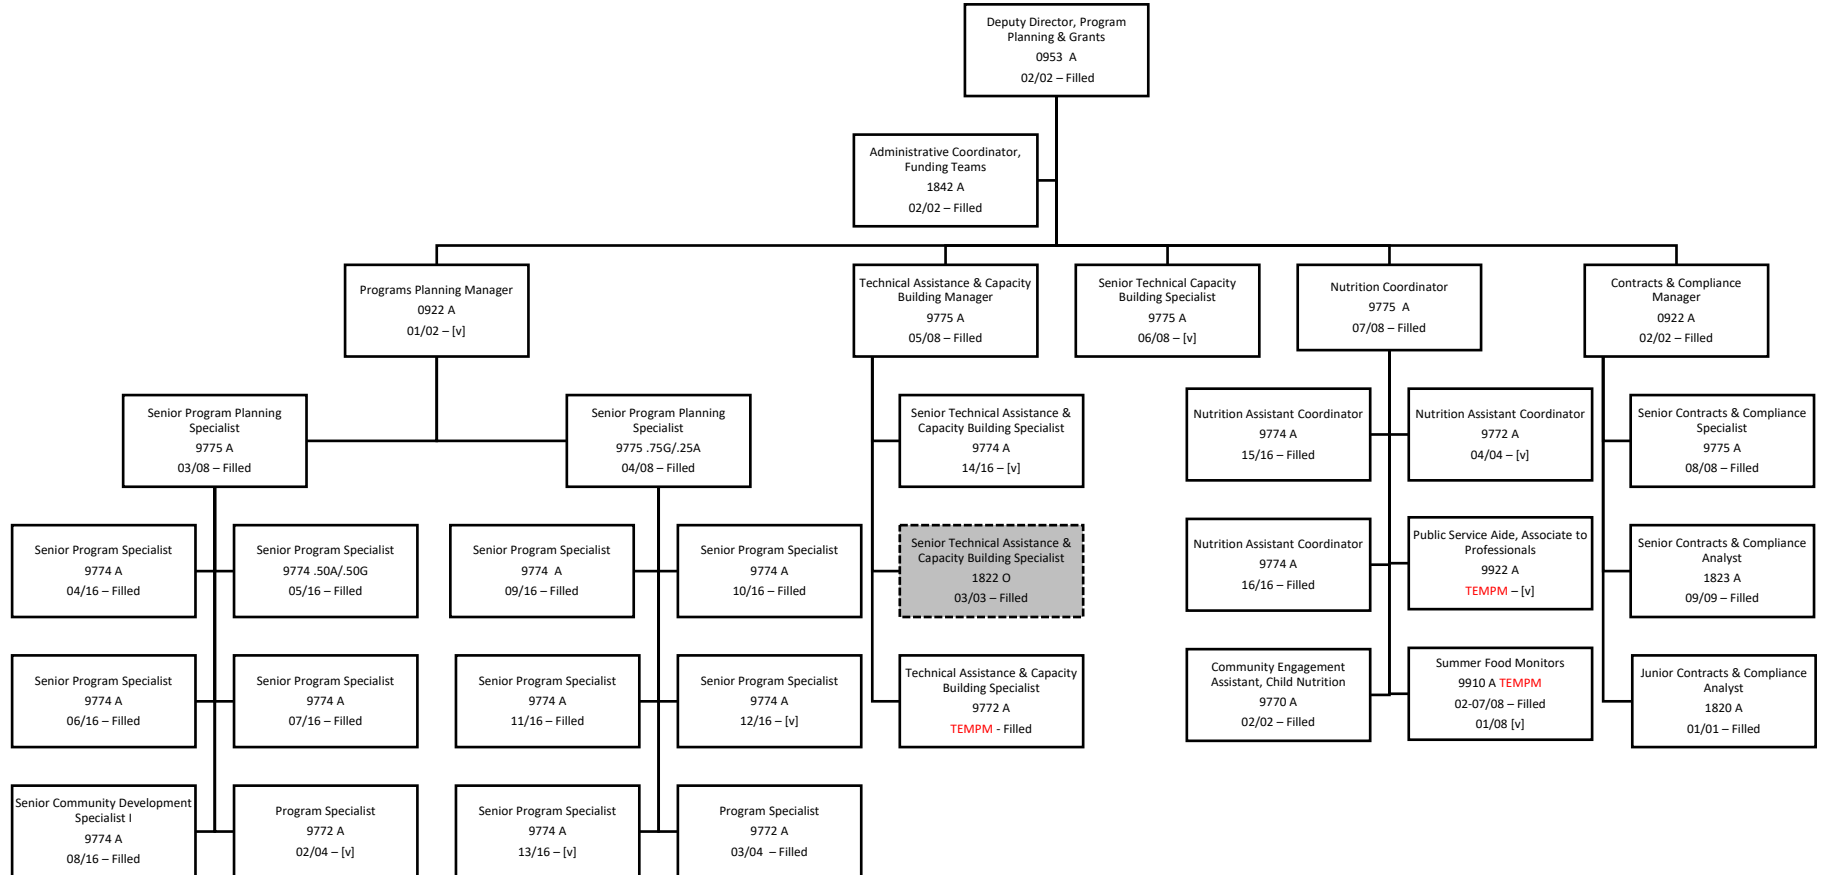 Deputy Director, Program
Planning & Grants
0953  A
02/02 – Filled
Administrative Coordinator,
Funding Teams
1842 A
02/02 – Filled
Programs Planning Manager
0922 A
01/02 – [v]
Technical Assistance & Capacity
Building Manager
9775 A
05/08 – Filled
Senior Technical Capacity
Building Specialist
9775 A
06/08 – [v]
Nutrition Coordinator
9775  A
07/08 – Filled
Contracts & Compliance
Manager
0922 A
02/02 – Filled
Senior Program Planning
Specialist
9775 A
03/08 – Filled
Senior Program Planning
Specialist
9775 .75G/.25A
04/08 – Filled
Senior Technical Assistance &
Capacity Building Specialist
9774 A
14/16 – [v]
Nutrition Assistant Coordinator
9774 A
15/16 – Filled
Nutrition Assistant Coordinator
9772 A
04/04 – [v]
Senior Contracts & Compliance
Specialist
9775 A
08/08 – Filled
Senior Program Specialist
9774 A
04/16 – Filled
Senior Program Specialist
9774 .50A/.50G
05/16 – Filled
Senior Program Specialist
9774  A
09/16 – Filled
Senior Program Specialist
9774 A
10/16 – Filled
Senior Technical Assistance &
Capacity Building Specialist
1822 O
03/03 – Filled
Nutrition Assistant Coordinator
9774 A
16/16 – Filled
Public Service Aide, Associate to
Professionals
9922 A
TEMPM – [v]
Senior Contracts & Compliance
Analyst
1823 A
09/09 – Filled
Senior Program Specialist
9774 A
06/16 – Filled
Senior Program Specialist
9774 A
07/16 – Filled
Senior Program Specialist
9774 A
11/16 – Filled
Senior Program Specialist
9774 A
12/16 – [v]
Technical Assistance & Capacity
Building Specialist
9772 A
TEMPM - Filled
Community Engagement
Assistant, Child Nutrition
9770 A
02/02 – Filled
Summer Food Monitors
9910 A TEMPM
02-07/08 – Filled
01/08 [v]
Junior Contracts & Compliance
Analyst
1820 A
01/01 – Filled
Senior Community Development
Specialist I
9774 A
08/16 – Filled
Program Specialist
9772 A
02/04 – [v]
Senior Program Specialist
9774 A
13/16 – [v]
Program Specialist
9772 A
03/04  – Filled